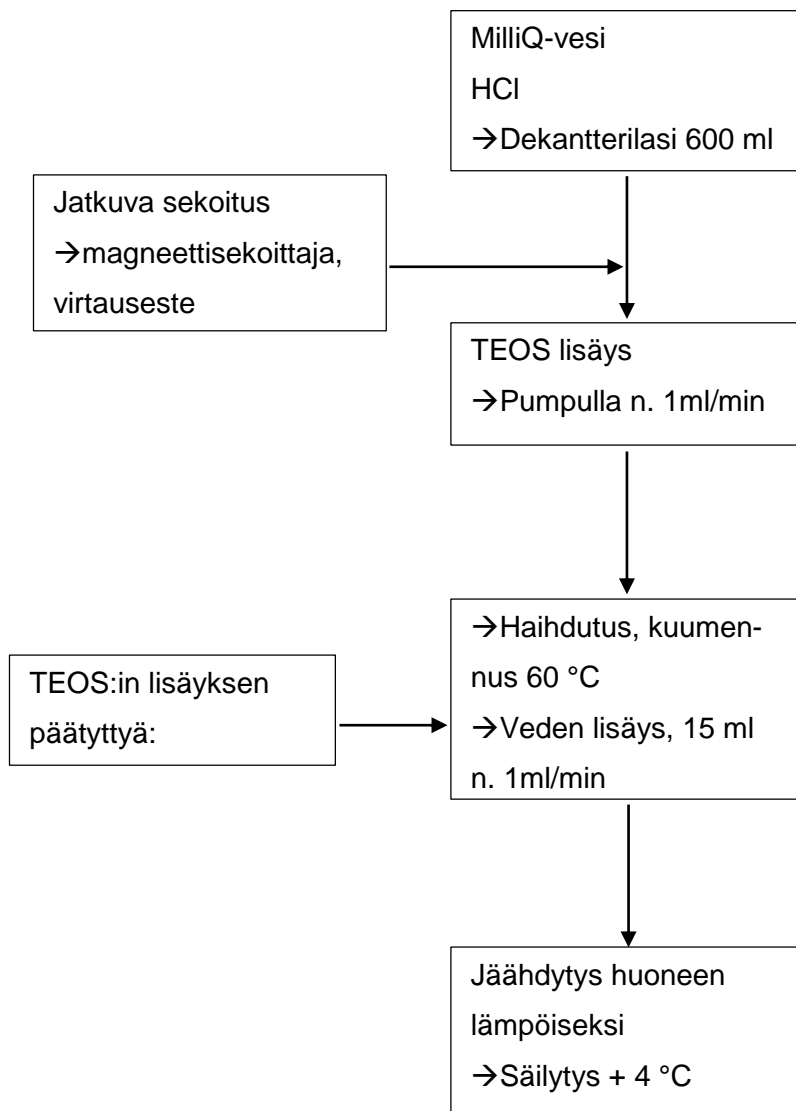 MilliQ-vesi
HCl
→Dekantterilasi 600 ml
Jatkuva sekoitus
→magneettisekoittaja,
virtauseste
TEOS lisäys
→Pumpulla n. 1ml/min
→Haihdutus, kuumen-
nus 60 °C
→Veden lisäys, 15 ml
n. 1ml/min
TEOS:in lisäyksen
päätyttyä:
Jäähdytys huoneen
lämpöiseksi
→Säilytys + 4 °C